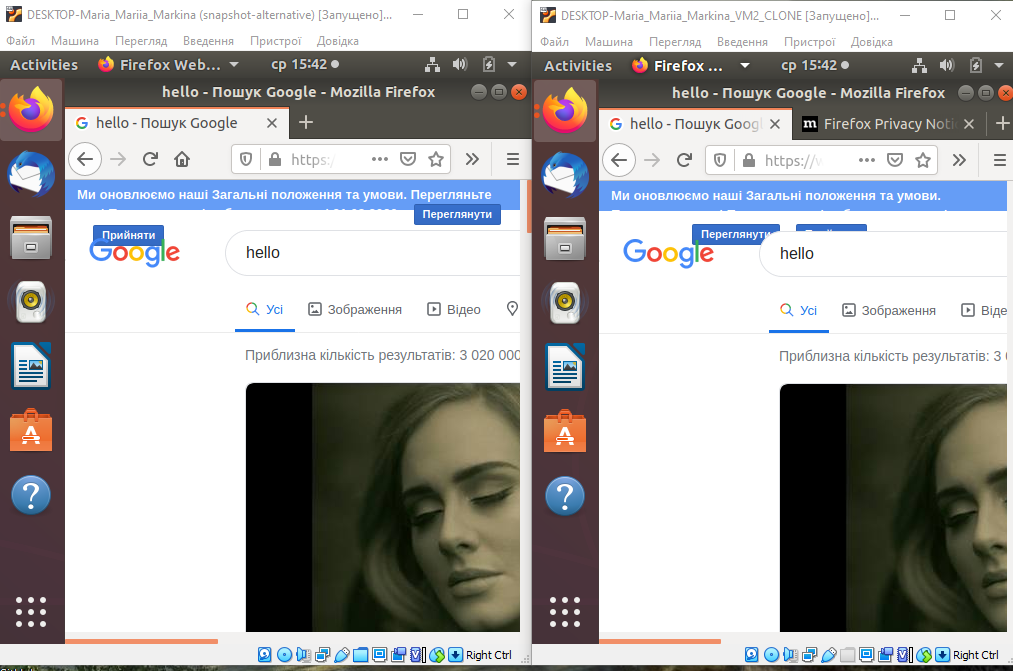 DESKTOP-Maria_Mariia_Markina (snapshot-alternative) [Запущено]...
Файл Машина Перегляд Введення Пристрої Довідка
Activities Firefox Web... ср 15:42
hello - Пошук Google - Mozilla Firefox
hello - Пошук Google
https:/
Ми оновлюємо наші Загальні положення та умови. Перегляньте
Переглянути
Прийняти
Google hello
Усі Зображення Відео
Приблизна кількість результатів: 3 020 000
Right Ctrl
DESKTOP-Maria_Mariia_Markina_VM2_CLONE [Запущено]...
Файл Машина Перегляд Введення Пристрої Довідка
Activities Firefox ... ср 15:42
hello - Пошук Google - Mozilla Firefox
hello - Пошук Googl m Firefox Privacy Noti
https://w
Ми оновлюємо наші Загальні положення та умови.
Переглянути
Google hello
Усі Зображення Віде
Приблизна кількість результатів: 3
Right Ctrl